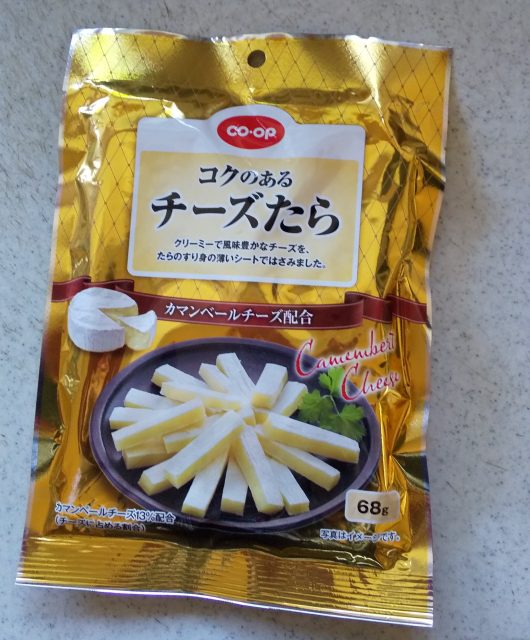 CO·OP
コクのある
チーズたら
クリーミーで風味豊かなチーズを、
たらのすり身の薄いシートではさみました。
カマンベールチーズ配合
Camembert
Cheese
カマンベールチーズ13%配合
(チーズに占める割合)
68g
写真はイメージです。